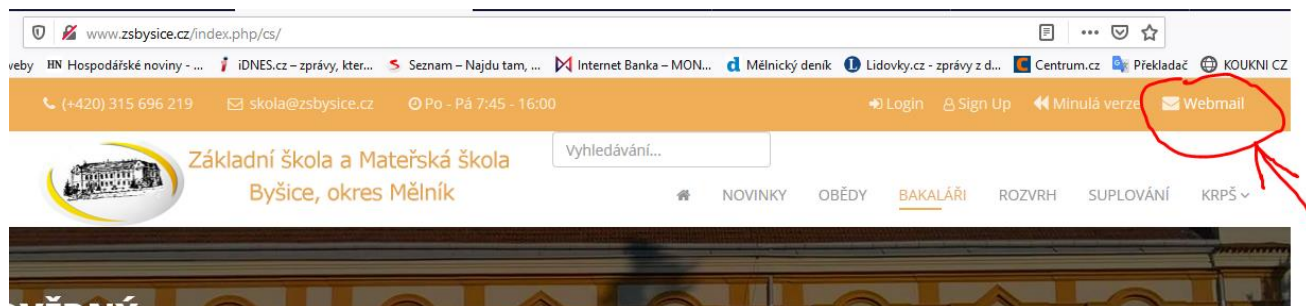 www.zsbysice.cz/index.php/cs/
weby HN Hospodářské noviny - ... iDNES.cz – zprávy, kter... Seznam – Najdu tam, ... Internet Banka – MON... Mělnický deník Lidovky.cz - zprávy z d... Centrum.cz Překladač KOUKNI CZ
(+420) 315 696 219 skola@zsbysice.cz Po - Pá 7:45 - 16:00 Login Sign Up Minulá verze Webmail
Základní škola a Mateřská škola
Byšice, okres Mělník
Vyhledávání...
NOVINKY OBĚDY BAKALÁŘI ROZVRH SUPLOVÁNÍ KRPŠ